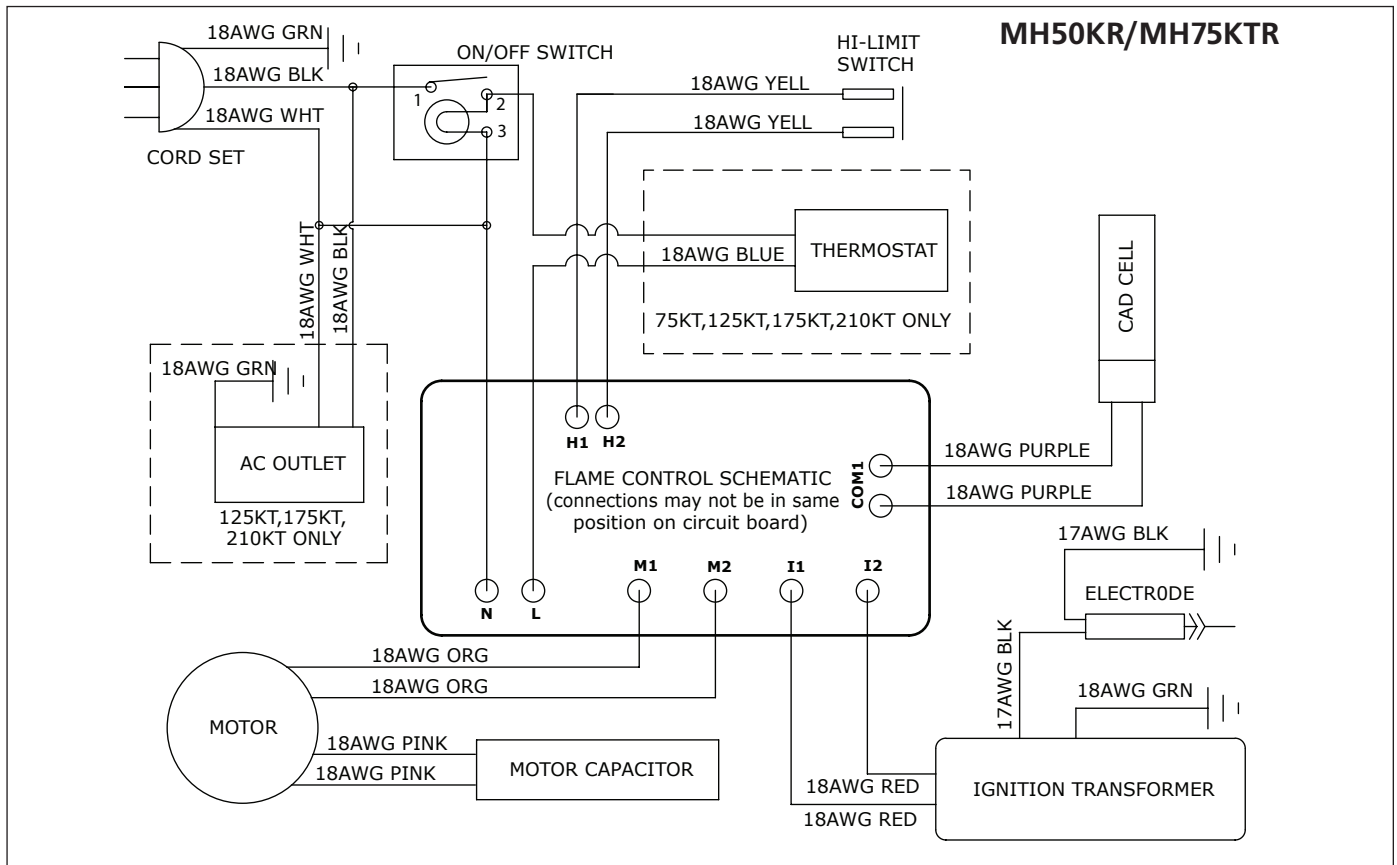 MH50KR/MH75KTR
18AWG GRN
18AWG BLK
18AWG WHT
CORD SET
ON/OFF SWITCH
1
2
3
HI-LIMIT
SWITCH
18AWG YELL
18AWG YELL
THERMOSTAT
18AWG BLUE
75KT,125KT,175KT,210KT ONLY
CAD CELL
18AWG WHT
18AWG BLK
18AWG GRN
AC OUTLET
125KT,175KT,
210KT ONLY
H1
H2
FLAME CONTROL SCHEMATIC
(connections may not be in same
position on circuit board)
COM1
18AWG PURPLE
18AWG PURPLE
N
L
M1
M2
I1
I2
17AWG BLK
ELECTR0DE
17AWG BLK
18AWG GRN
18AWG ORG
18AWG ORG
MOTOR
18AWG PINK
18AWG PINK
MOTOR CAPACITOR
18AWG RED
18AWG RED
IGNITION TRANSFORMER